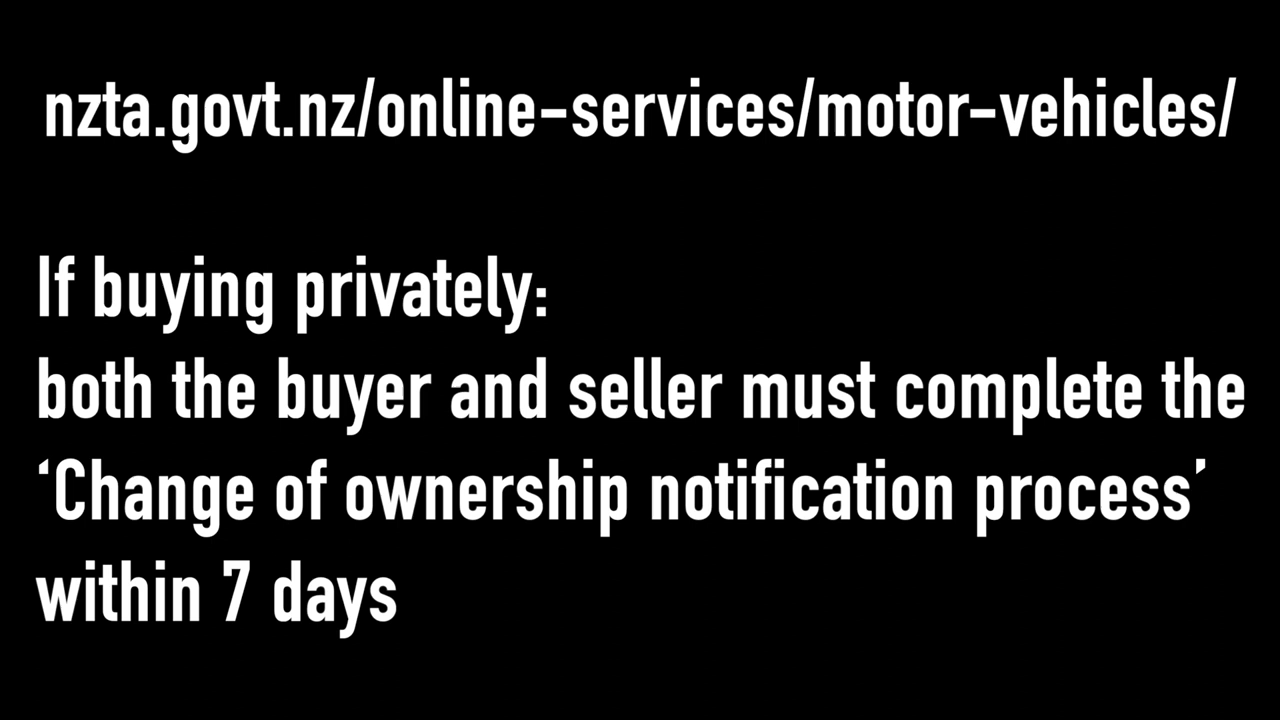 nzta.govt.nz/online-services/motor-vehicles/
If buying privately:
both the buyer and seller must complete the
‘Change of ownership notification process’
within 7 days